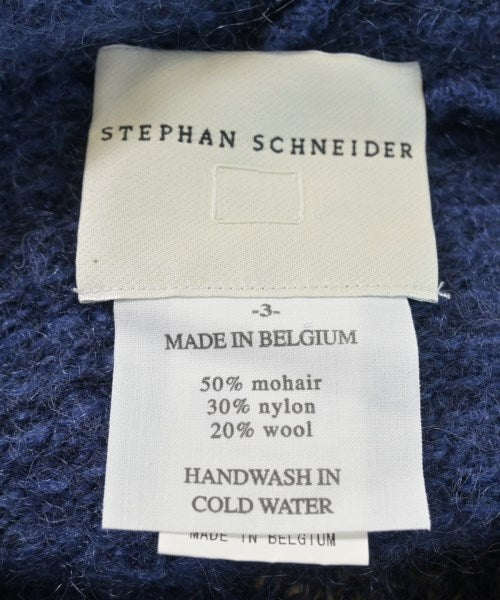 STEPHAN SCHNEIDER
-3-
MADE IN BELGIUM
50% mohair
30% nylon
20% wool
HANDWASH IN
COLD WATER
MADE IN BELGIUM